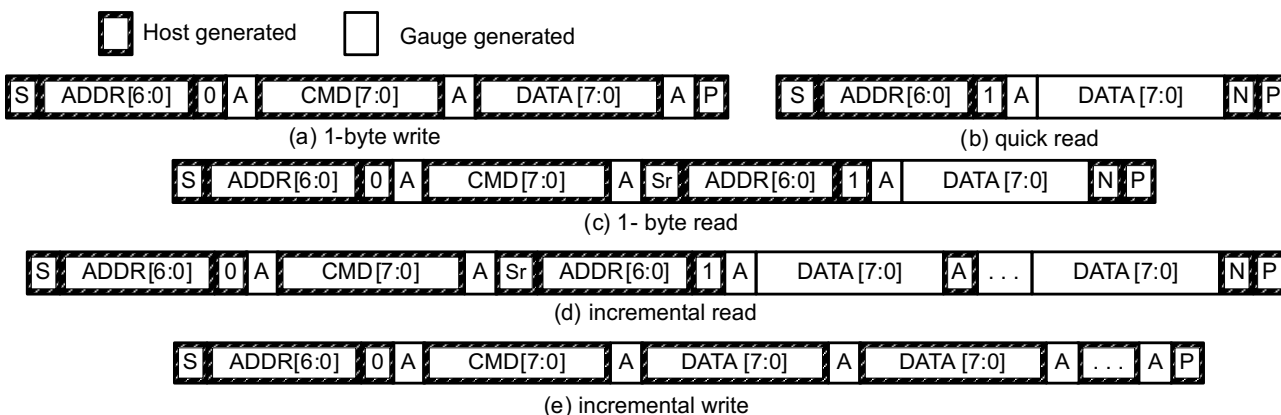 Host generated Gauge generated
S ADDR[6:0] 0 A CMD[7:0] A DATA [7:0] A P
(a) 1-byte write
S ADDR[6:0] 1 A DATA [7:0] N P
(b) quick read
S ADDR[6:0] 0 A CMD[7:0] A Sr ADDR[6:0] 1 A DATA [7:0] N P
(c) 1- byte read
S ADDR[6:0] 0 A CMD[7:0] A Sr ADDR[6:0] 1 A DATA [7:0] A . . . DATA [7:0] N P
(d) incremental read
S ADDR[6:0] 0 A CMD[7:0] A DATA [7:0] A DATA [7:0] A . . . A P
(e) incremental write